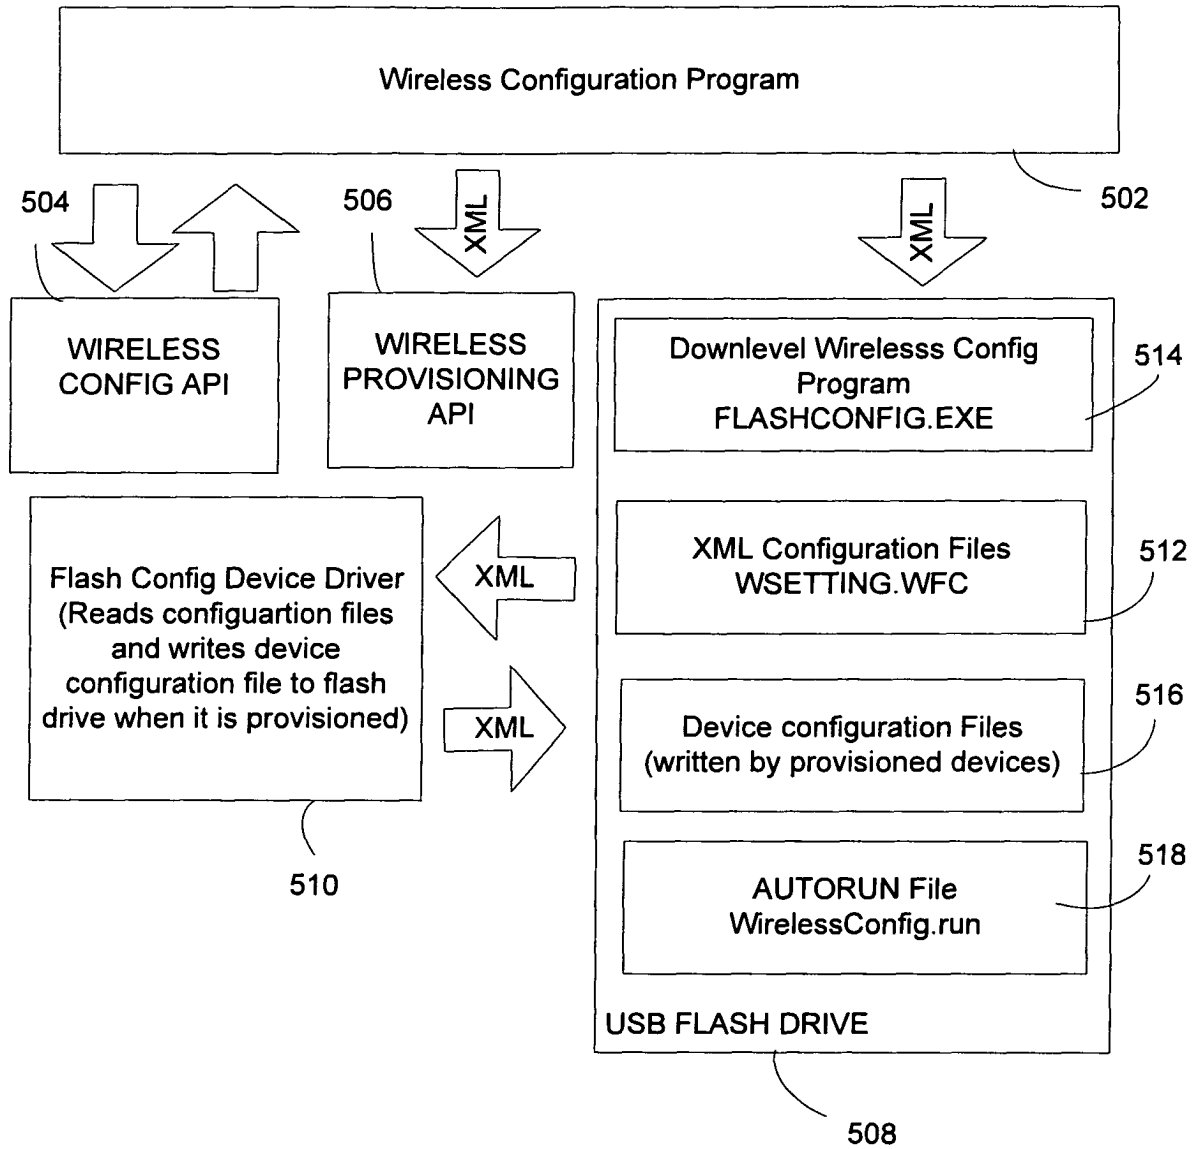 Wireless Configuration Program
502
504
506
XML
XML
WIRELESS
CONFIG API
WIRELESS
PROVISIONING
API
Downlevel Wirelesss Config
Program
FLASHCONFIG.EXE
514
XML Configuration Files
WSETTING.WFC
512
Flash Config Device Driver
(Reads configuartion files
and writes device
configuration file to flash
drive when it is provisioned)
XML
XML
510
Device configuration Files
(written by provisioned devices)
516
AUTORUN File
WirelessConfig.run
518
USB FLASH DRIVE
508